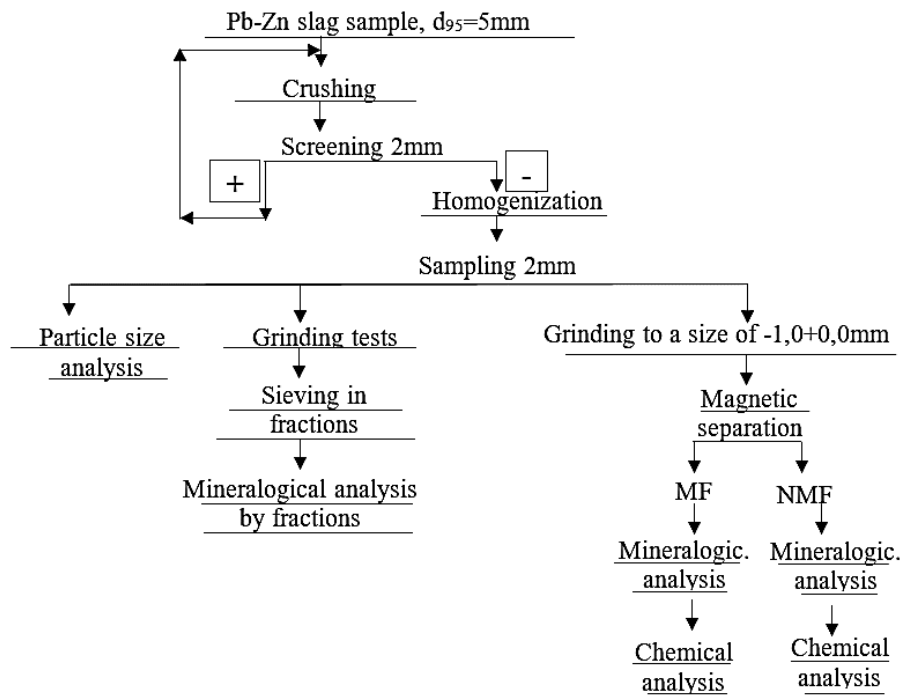 Pb-Zn slag sample, d₉₅=5mm
Crushing
Screening 2mm
+
-
Homogenization
Sampling 2mm
Particle size
analysis
Grinding tests
Sieving in
fractions
Mineralogical analysis
by fractions
Grinding to a size of -1,0+0,0mm
Magnetic
separation
MF
NMF
Mineralogic.
analysis
Chemical
analysis
Mineralogic.
analysis
Chemical
analysis